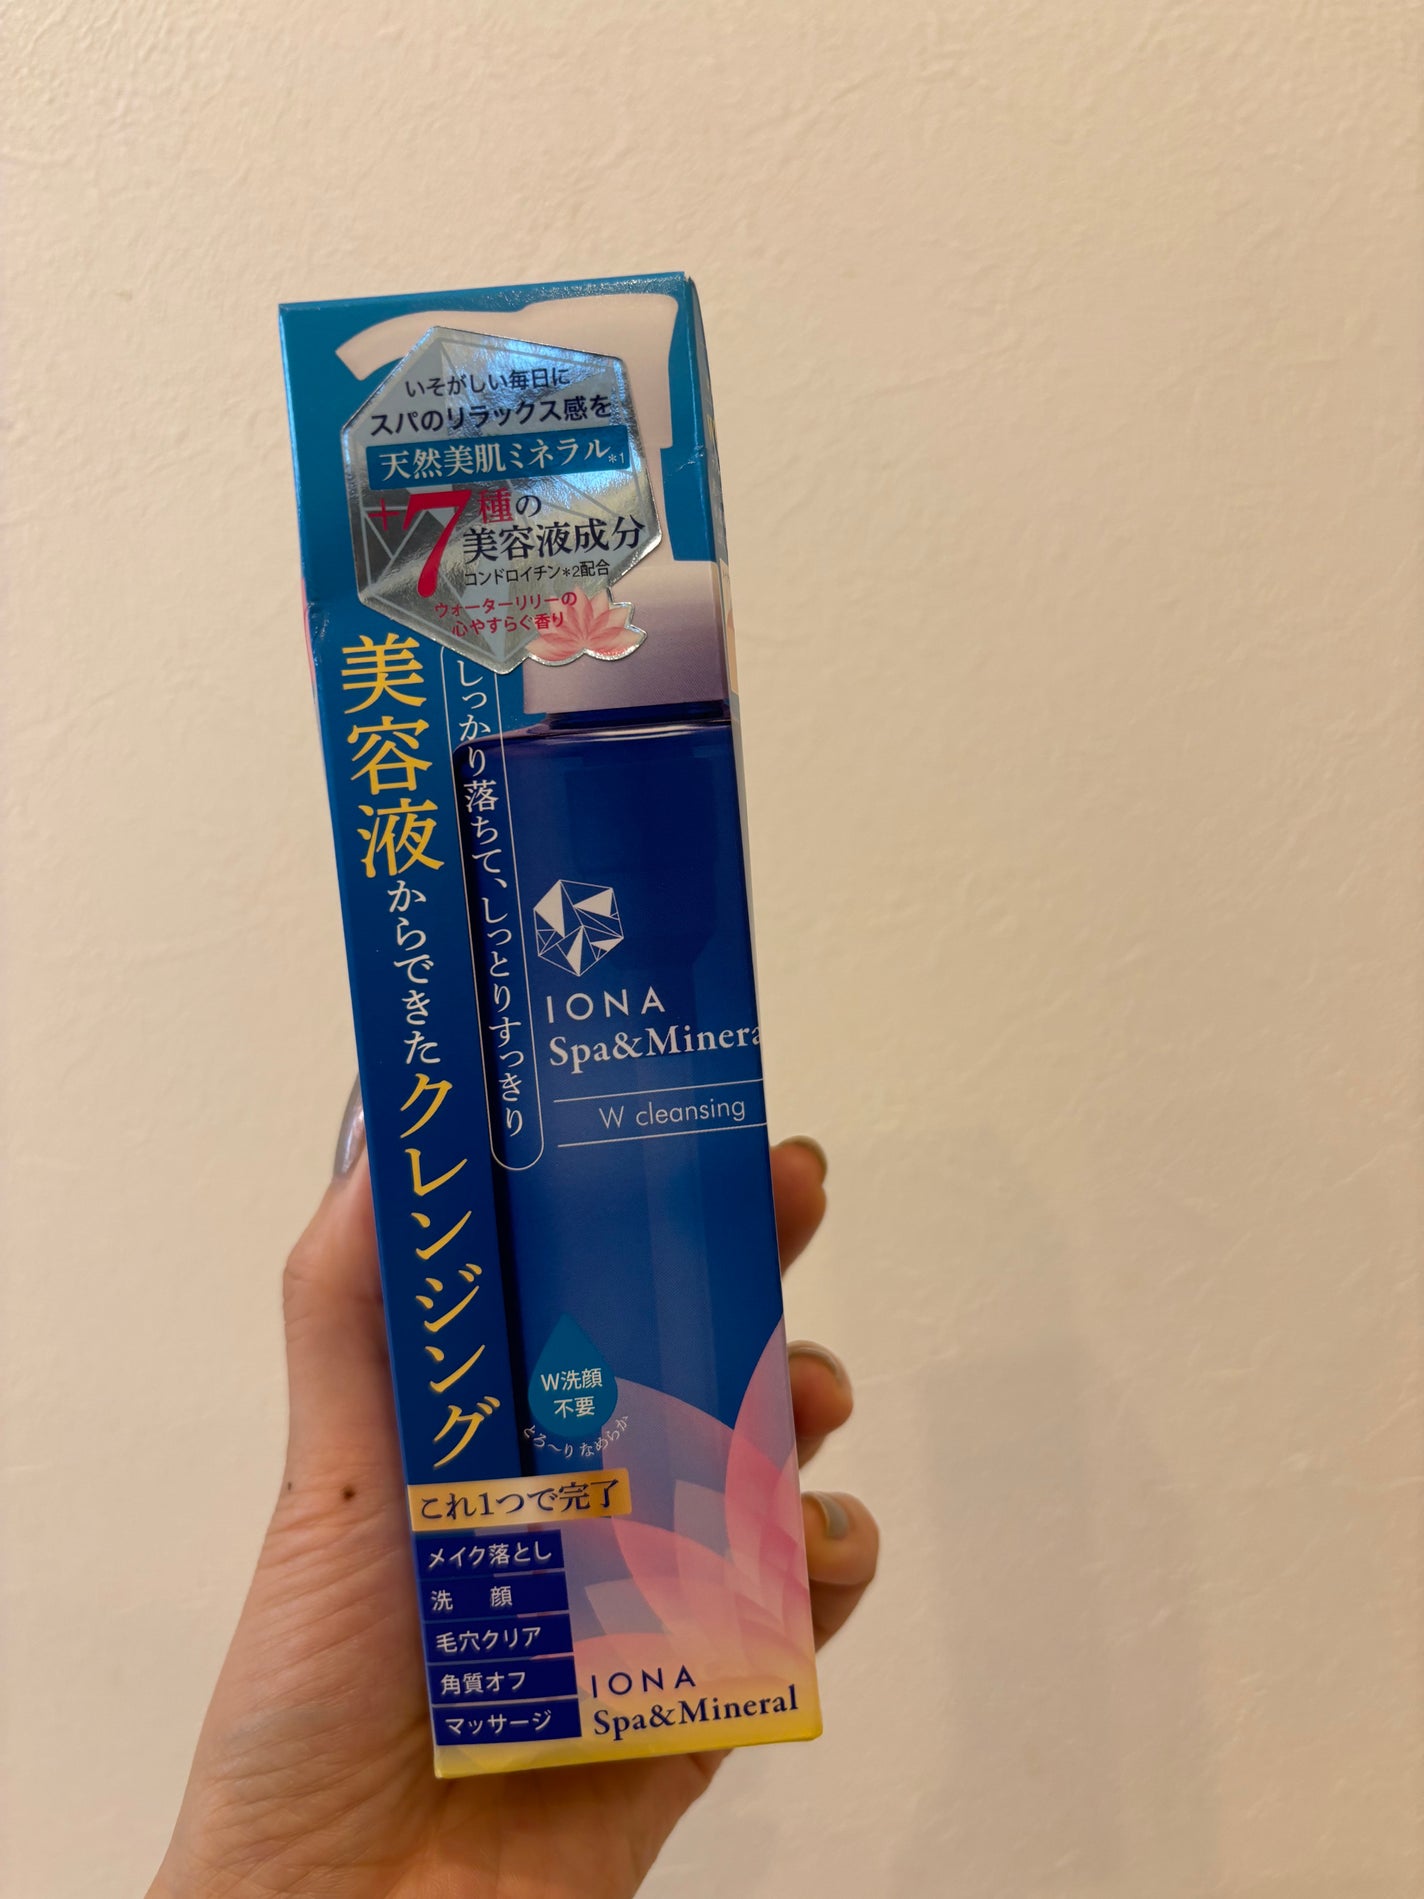 いそがしい毎日に
スパのリラックス感を
天然美肌ミネラル*1
+7種の
美容液成分
コンドロイチン*2配合
ウォーターリリーの
心やすらぐ香り
美容液からできたクレンジング
しっかり落ちて、しっとりすっきり
IONA
Spa&Minera
W cleansing
W洗顔
不要
とろ〜りなめらか
これ1つで完了
メイク落とし
洗 顔
毛穴クリア
角質オフ
マッサージ
IONA
Spa&Mineral